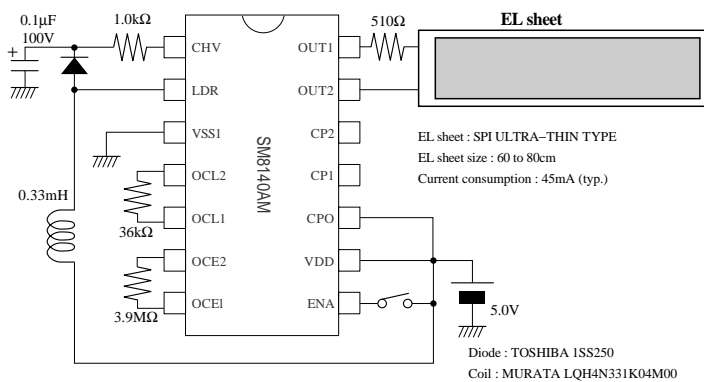 0.1µF
100V
+
1.0kΩ
510Ω
EL sheet
CHV
OUT1
LDR
OUT2
VSS1
CP2
OCL2
CP1
OCL1
CPO
OCE2
VDD
OCE1
ENA
SM8140AM
0.33mH
36kΩ
3.9MΩ
EL sheet : SPI ULTRA–THIN TYPE
EL sheet size : 60 to 80cm
Current consumption : 45mA (typ.)
5.0V
Diode : TOSHIBA 1SS250
Coil : MURATA LQH4N331K04M00